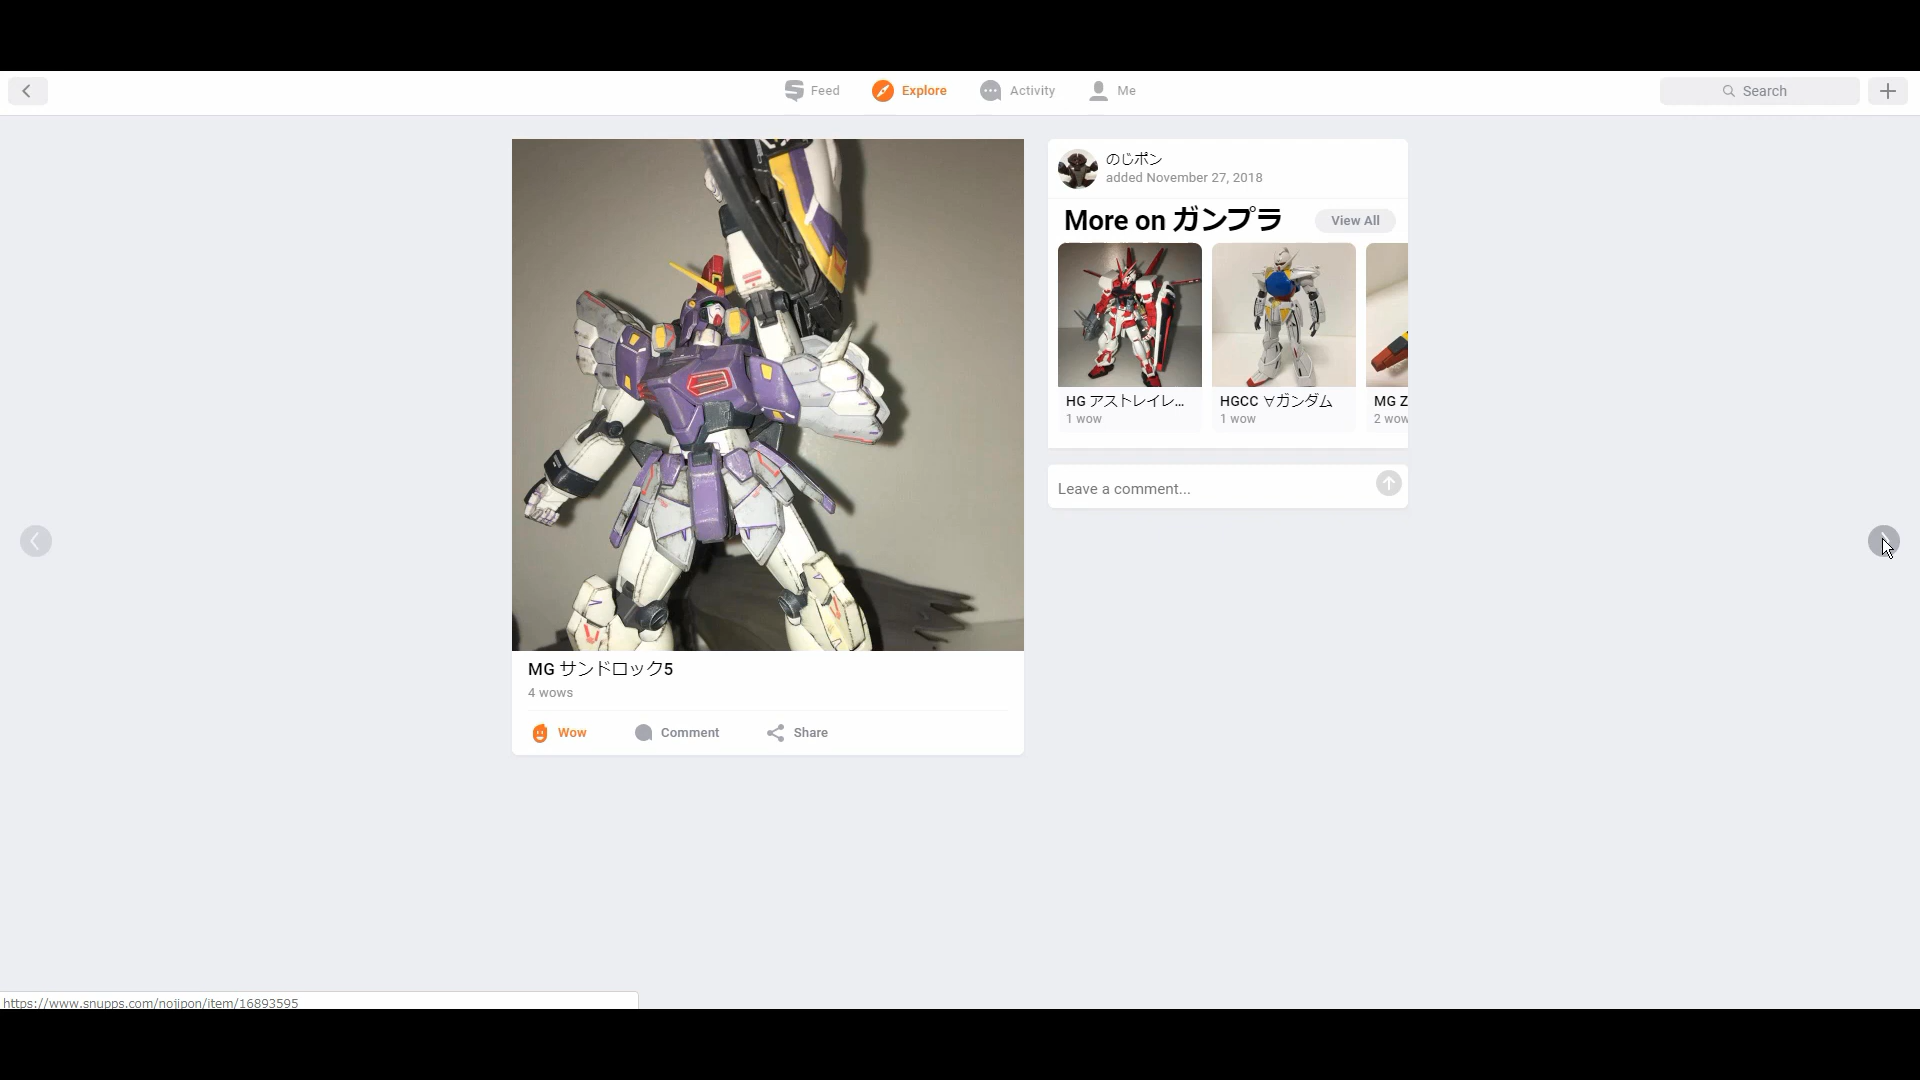 Feed
Explore
Activity
Me
Search
のじポン
added November 27, 2018
More on ガンプラ
View All
HG アストレイレ...
1 wow
HGCC ∀ガンダム
1 wow
MG Z
2 wow
Leave a comment...
MG サンドロック5
4 wows
Wow
Comment
Share
https://www.snupps.com/nojipon/item/16893595